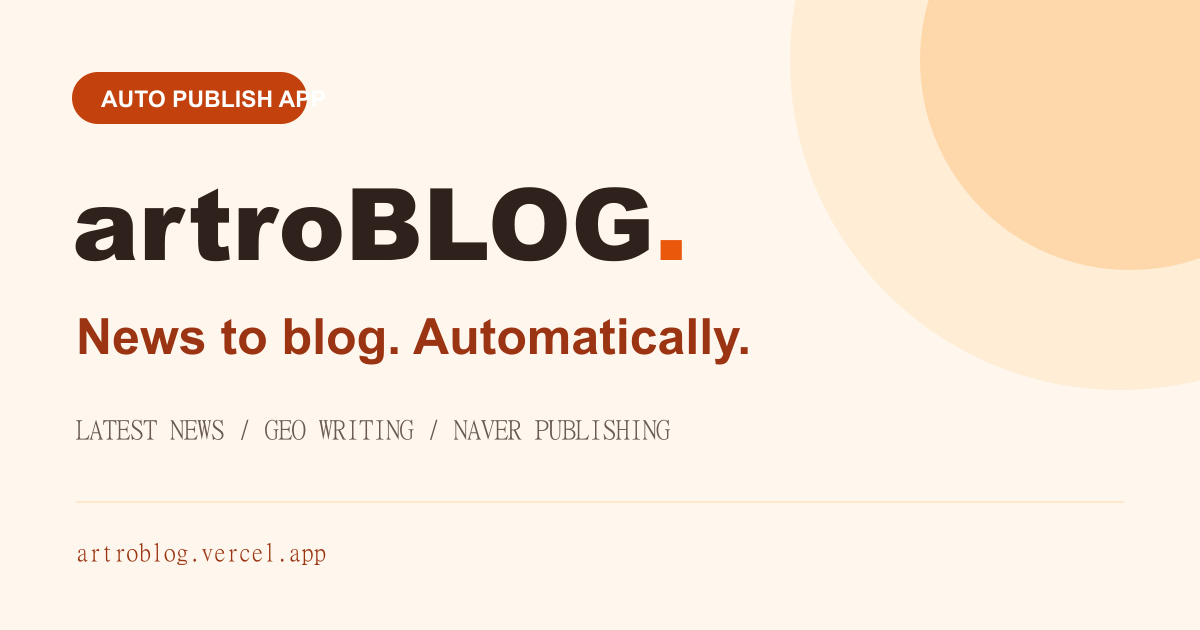 AUTO PUBLISH APP
artroBLOG.
News to blog. Automatically.
LATEST NEWS / GEO WRITING / NAVER PUBLISHING
artroblog.vercel.app